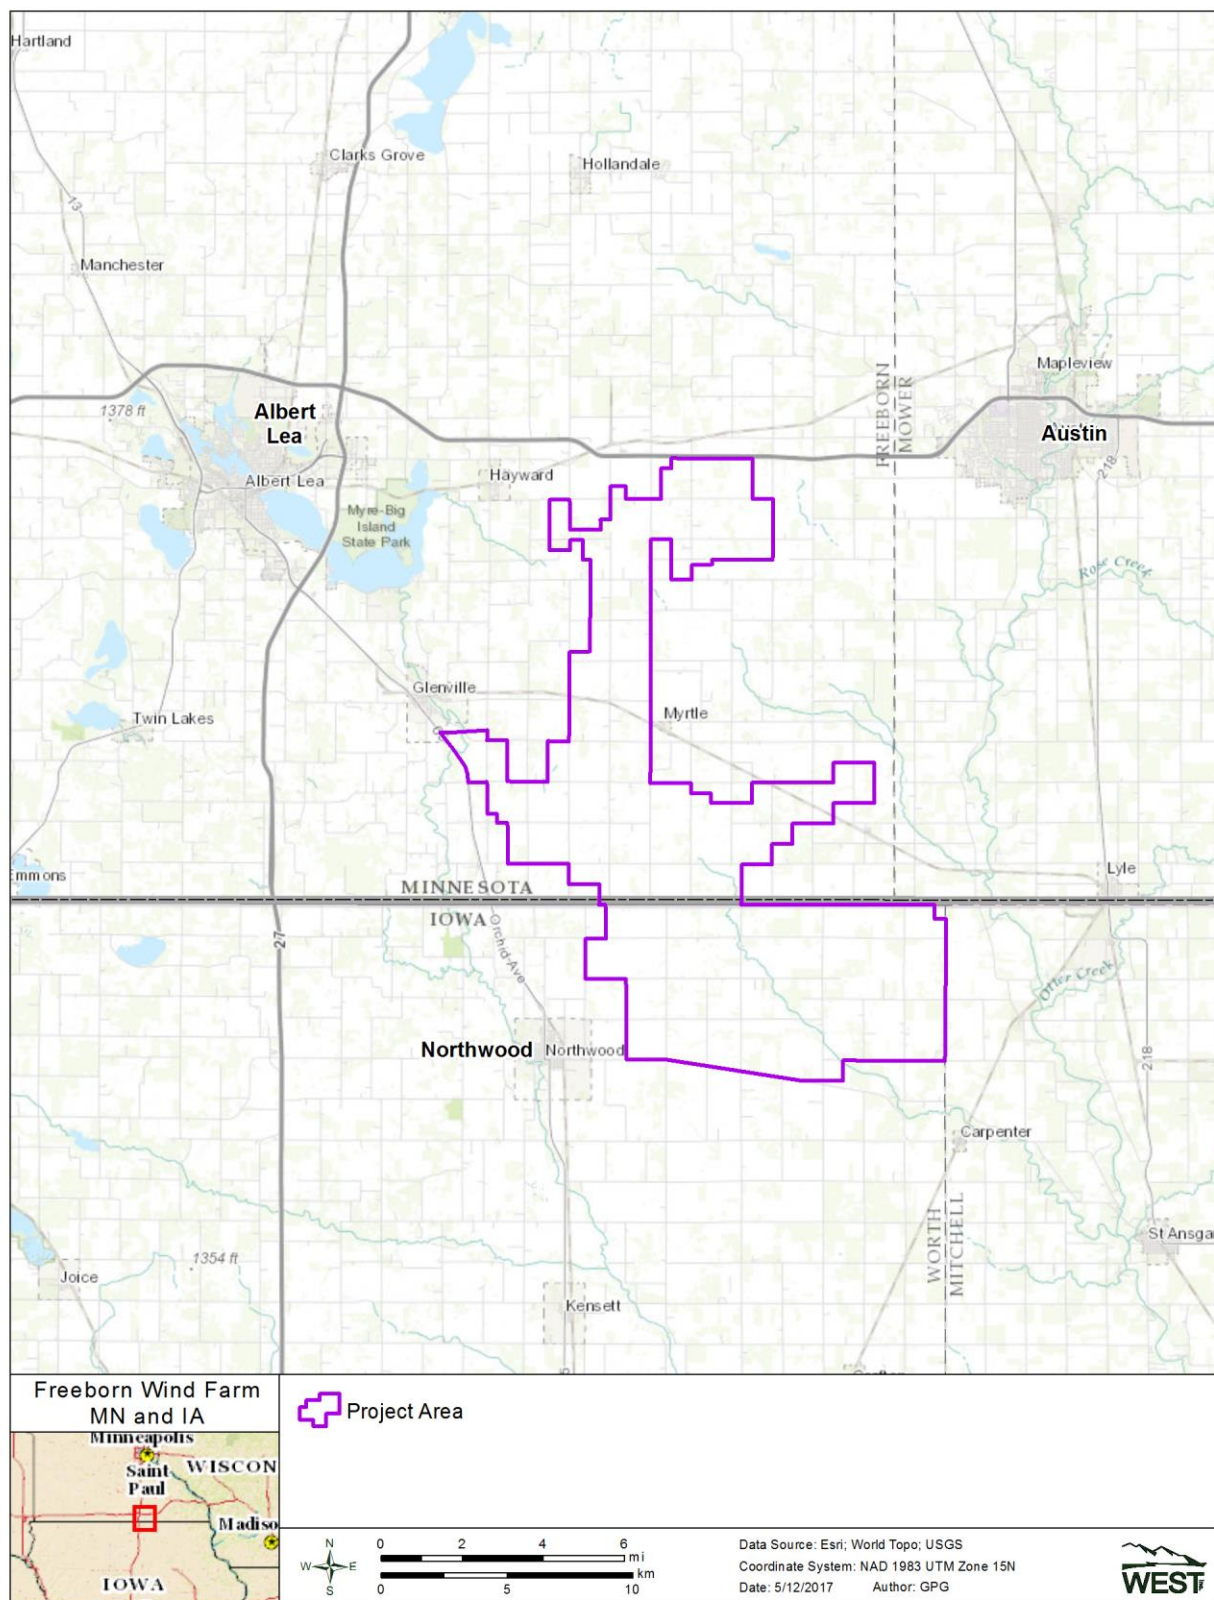 Hartland
Clarks Grove
Hollandale
13
Manchester
Mapleview
1378 ft
Albert
Lea
FREEBORN
MOWER
Austin
218
Albert Lea
Hayward
Myre-Big
Island
State Park
Rose Creek
Glenville
Twin Lakes
Myrtle
Lyle
mmons
MINNESOTA
IOWA
27
Orchid-Ave
Otter Creek
Northwood
Northwood
218
Carpenter
WORTH
MITCHELL
St Ansga
1354 ft
Joice
Kensett
Freeborn Wind Farm
MN and IA
Project Area
Minneapolis
Saint
Paul
WISCON
Madiso
IOWA
N
W
E
S
0 2 4 6
mi
km
0 5 10
Data Source: Esri; World Topo; USGS
Coordinate System: NAD 1983 UTM Zone 15N
Date: 5/12/2017 Author: GPG
WEST
Inc.